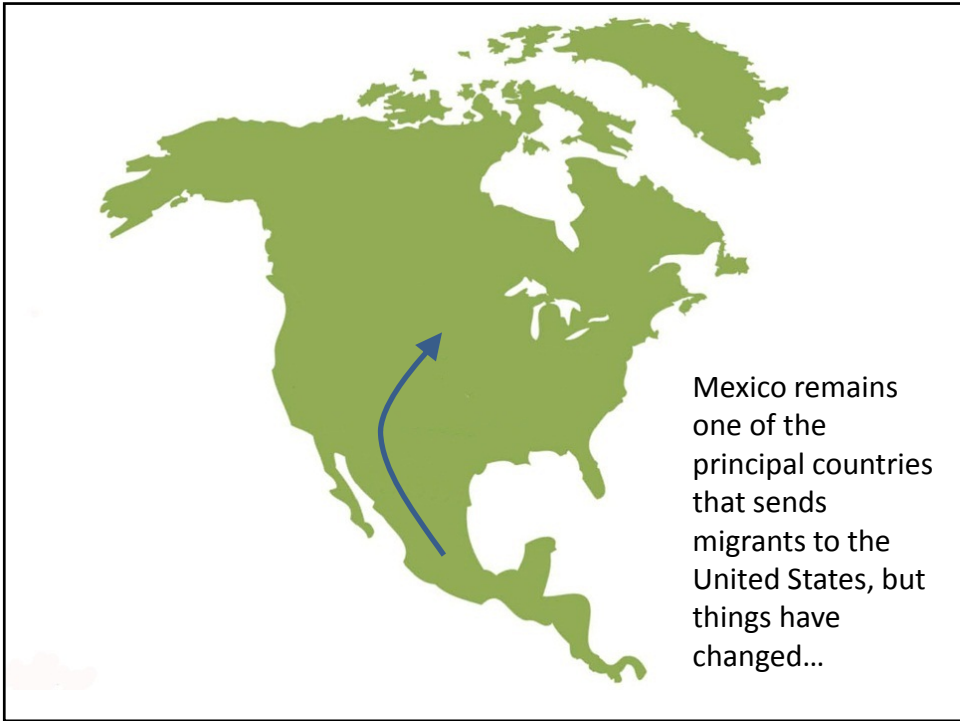 Mexico remains
one of the
principal countries
that sends
migrants to the
United States, but
things have
changed…